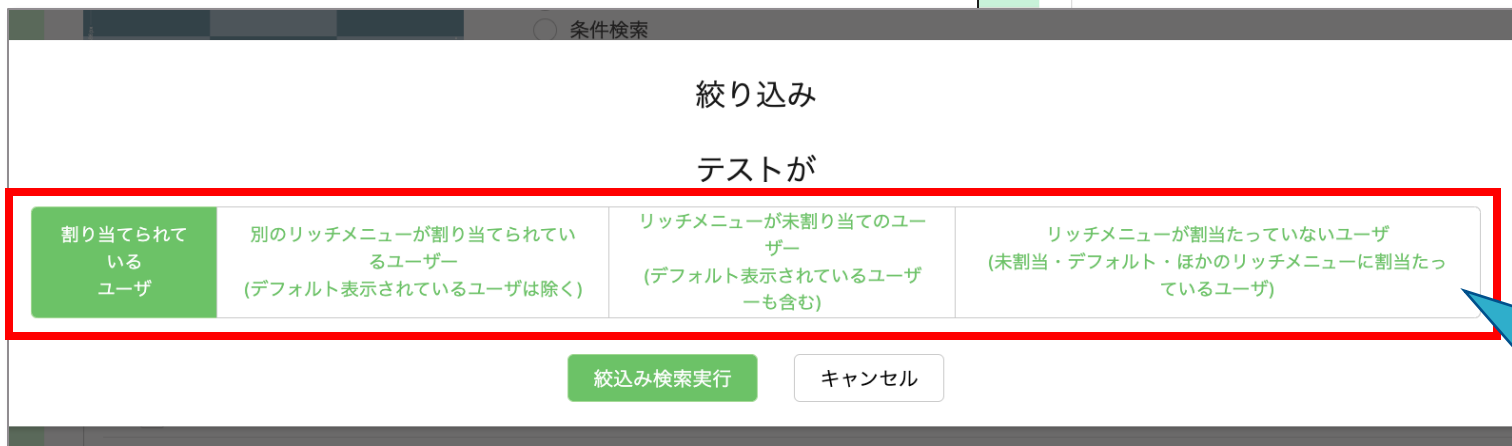 条件検索
絞り込み
テストが
割り当てられて
いる
ユーザ
別のリッチメニューが割り当てられてい
るユーザー
(デフォルト表示されているユーザは除く)
リッチメニューが未割り当てのユー
ザー
(デフォルト表示されているユーザ
ーも含む)
リッチメニューが割当たっていないユーザ
(未割当・デフォルト・ほかのリッチメニューに割当たっ
ているユーザ)
絞込み検索実行
キャンセル